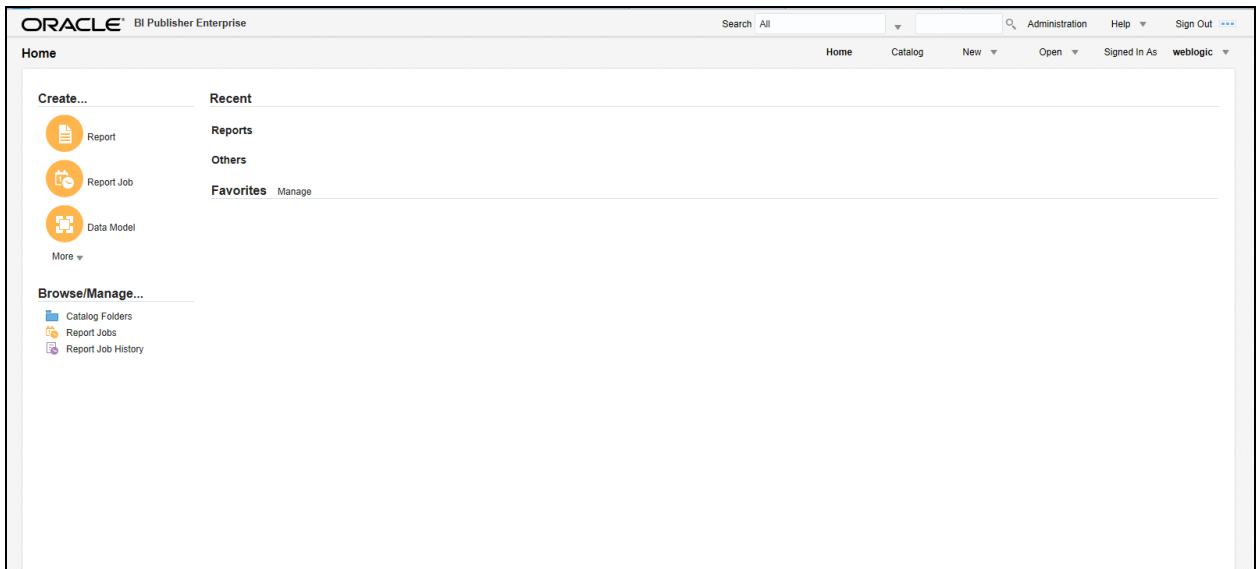 ORACLE BI Publisher Enterprise Search All Administration Help Sign Out
Home Home Catalog New Open Signed In As weblogic
Create...
Report
Report Job
Data Model
More
Browse/Manage...
Catalog Folders
Report Jobs
Report Job History
Recent
Reports
Others
Favorites Manage